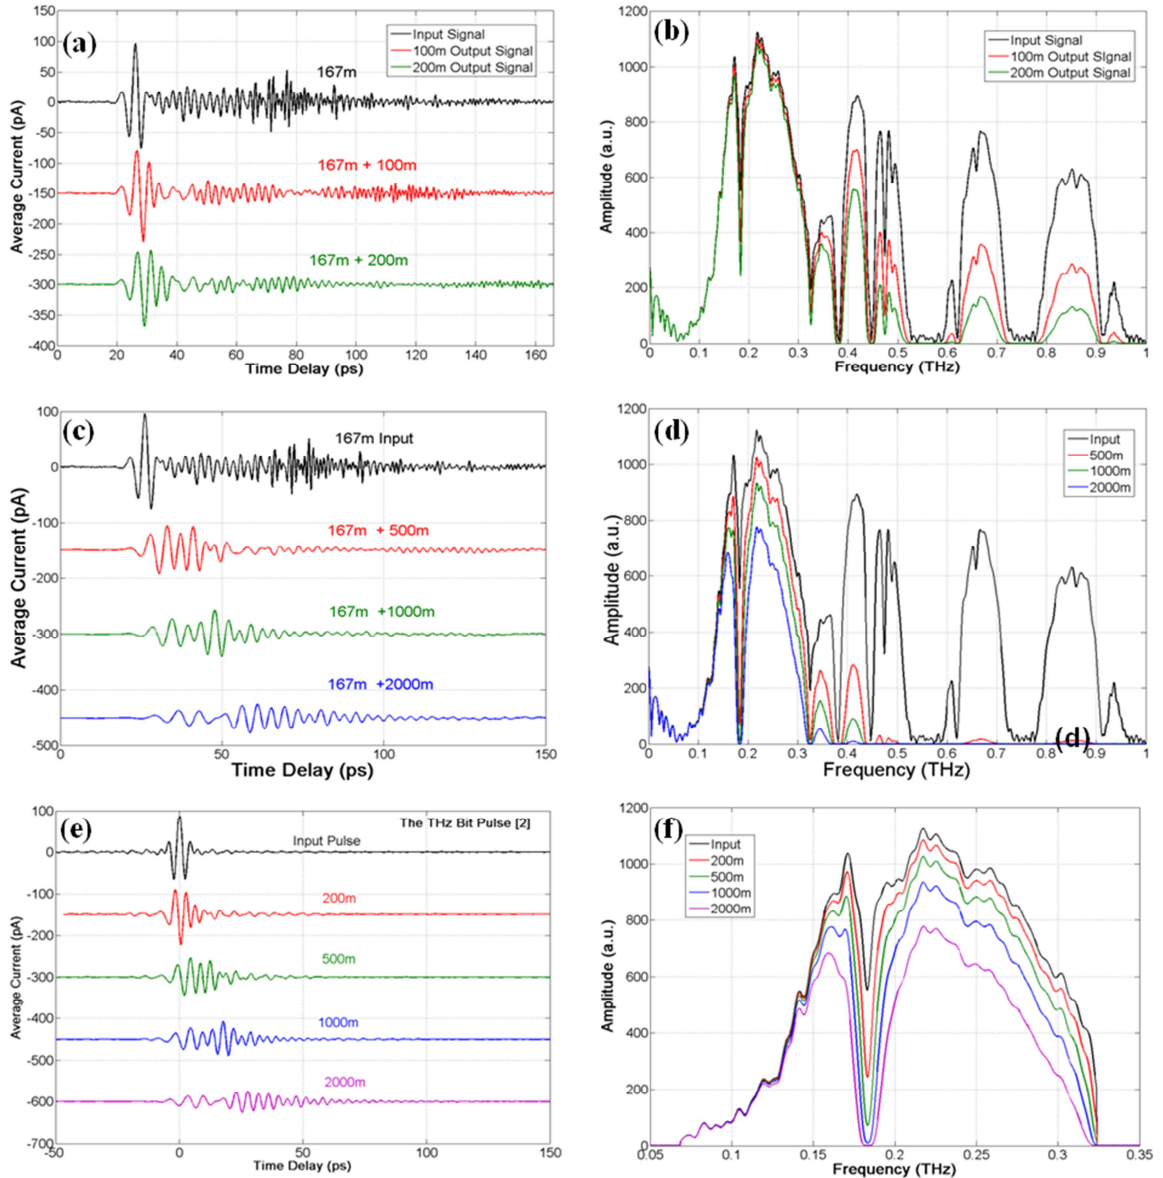 (a)
Input Signal
100m Output Signal
200m Output Signal
167m
167m + 100m
167m + 200m
150
100
50
0
-50
-100
-150
-200
-250
-300
-350
-400
0 20 40 60 80 100 120 140 160
Average Current (pA)
Time Delay (ps)
(b)
Input Signal
100m Output SIgnal
200m Output Signal
1200
1000
800
600
400
200
0
0 0.1 0.2 0.3 0.4 0.5 0.6 0.7 0.8 0.9 1
Amplitude (a.u.)
Frequency (THz)
(c)
167m Input
167m +500m
167m +1000m
167m +2000m
100
0
-100
-200
-300
-400
-500
0 50 100 150
Average Current (pA)
Time Delay (ps)
(d)
Input
500m
1000m
2000m
1200
1000
800
600
400
200
0
(d)
0 0.1 0.2 0.3 0.4 0.5 0.6 0.7 0.8 0.9 1
Amplitude (a.u.)
Frequency (THz)
(e)
The THz Bit Pulse [2]
Input Pulse
200m
500m
1000m
2000m
100
0
-100
-200
-300
-400
-500
-600
-700
-50 0 50 100 150
Average Current (pA)
Time Delay (ps)
(f)
Input
200m
500m
1000m
2000m
1200
1000
800
600
400
200
0
0.05 0.1 0.15 0.2 0.25 0.3 0.35
Amplitude (a.u.)
Frequency (THz)